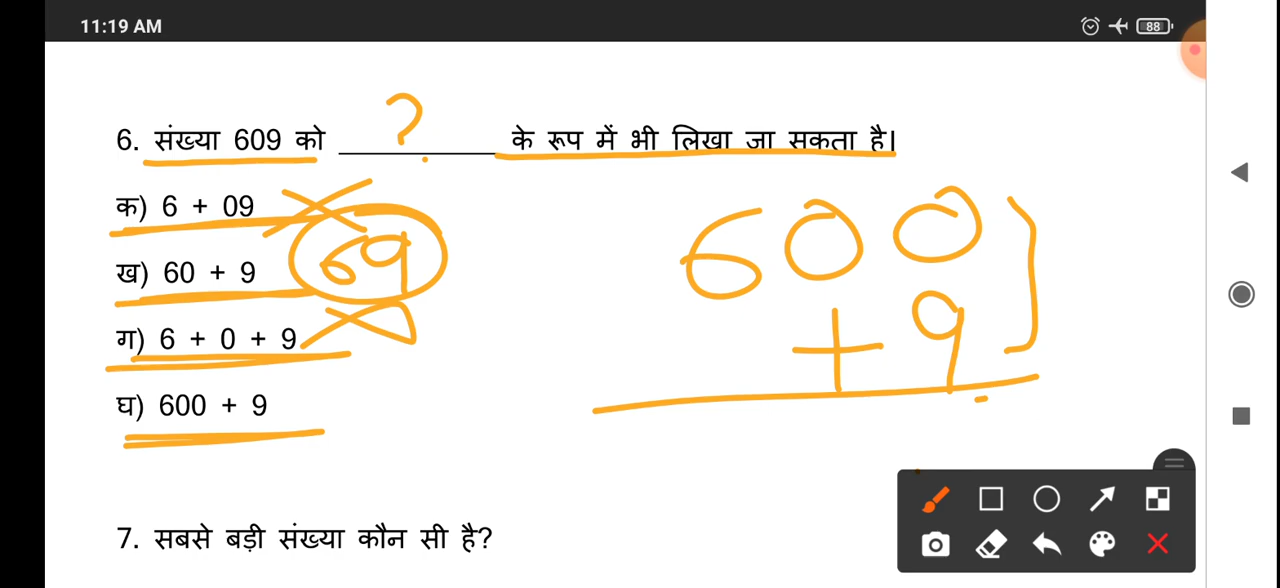 11:19 AM
88
6. संख्या 609 को ________ के रूप में भी लिखा जा सकता है।
?
क) 6 + 09
ख) 60 + 9
69
ग) 6 + 0 + 9
घ) 600 + 9
600
+ 9
7. सबसे बड़ी संख्या कौन सी है?